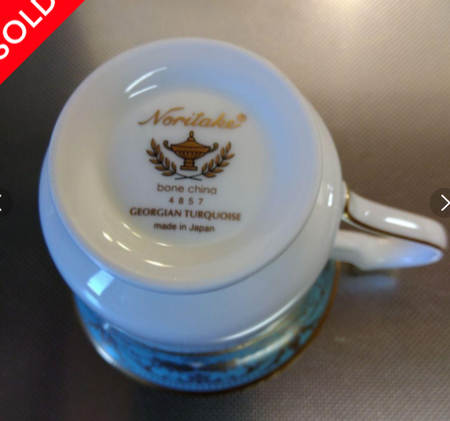 SOLD
Noritake
bone china
4857
GEORGIAN TURQUOISE
made in Japan